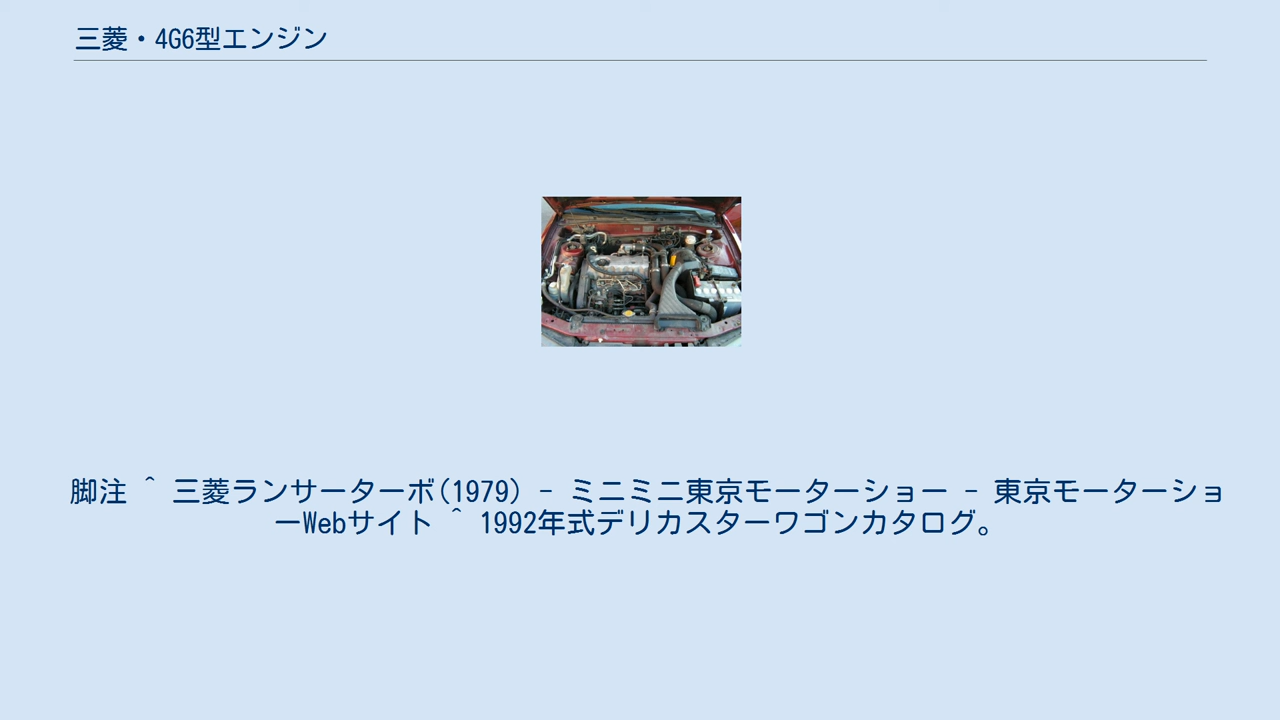 三菱・4G6型エンジン
脚注 ^ 三菱ランサーターボ(1979) - ミニミニ東京モーターショー - 東京モーターショ
ーWebサイト ^ 1992年式デリカスターワゴンカタログ。